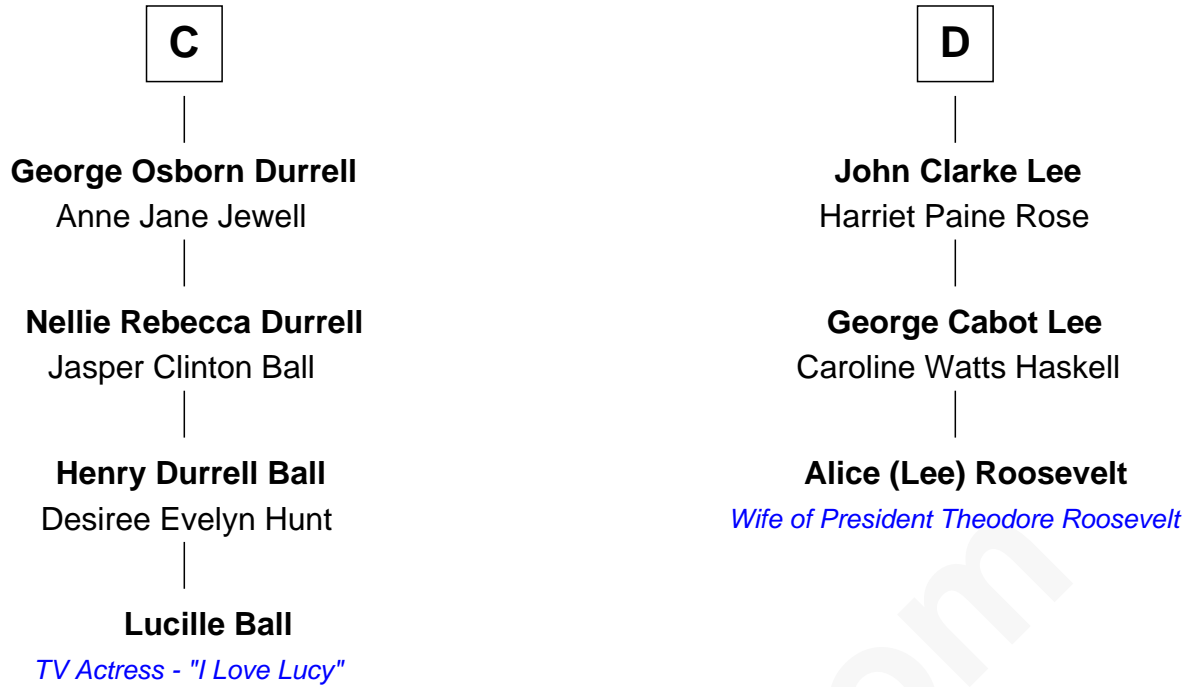 C
George Osborn Durrell
Anne Jane Jewell
Nellie Rebecca Durrell
Jasper Clinton Ball
Henry Durrell Ball
Desiree Evelyn Hunt
Lucille Ball
TV Actress - "I Love Lucy"
D
John Clarke Lee
Harriet Paine Rose
George Cabot Lee
Caroline Watts Haskell
Alice (Lee) Roosevelt
Wife of President Theodore Roosevelt
om